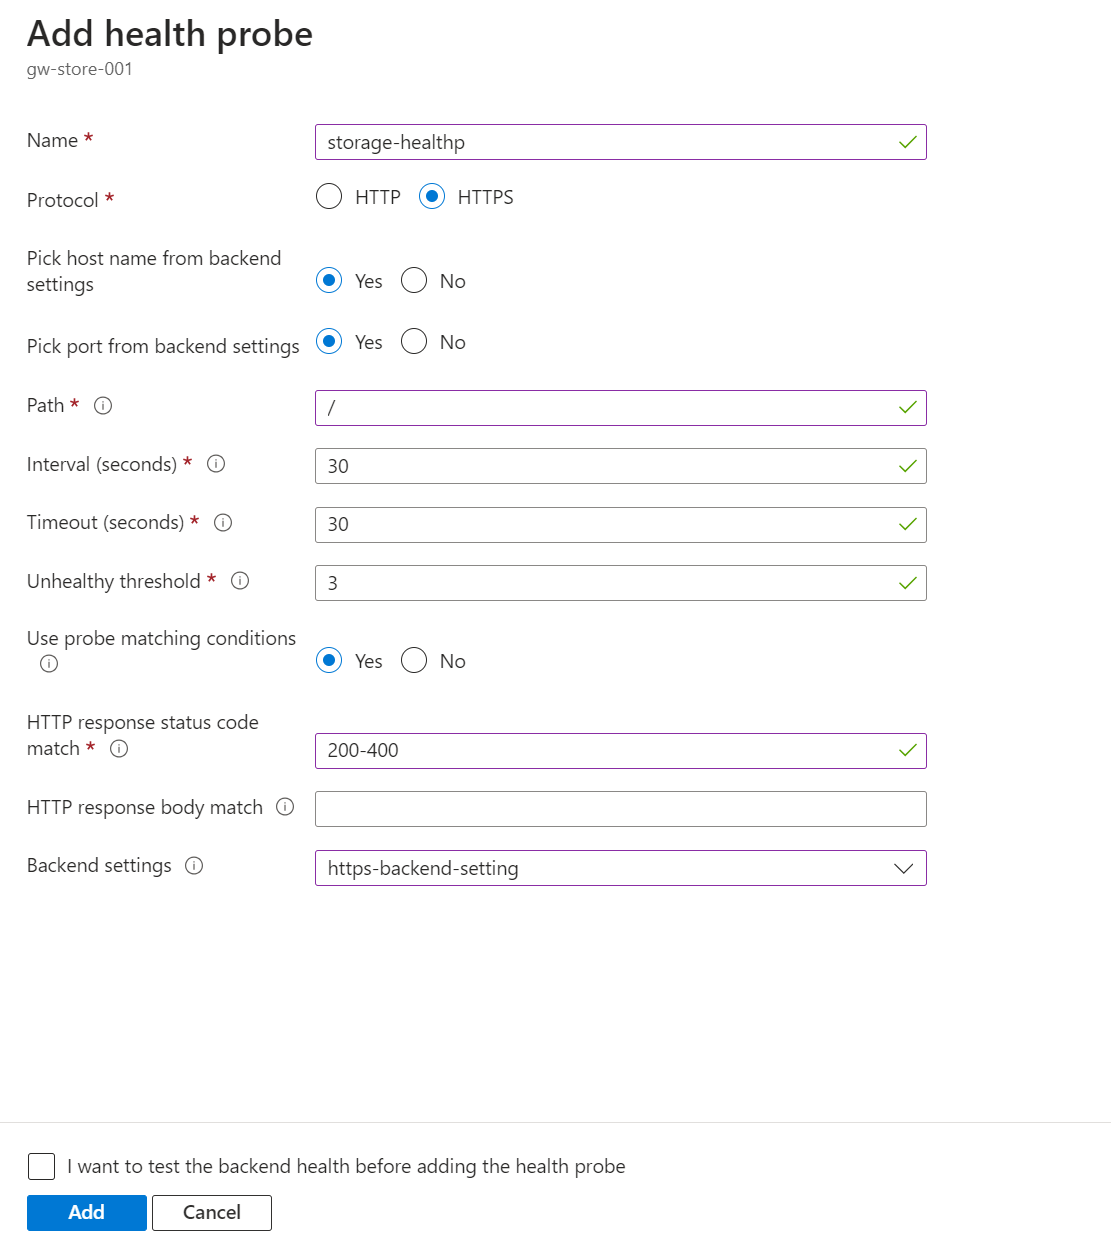 Add health probe
gw-store-001
Name *
storage-healthp
Protocol *
HTTP
HTTPS
Pick host name from backend
settings
Yes
No
Pick port from backend settings
Yes
No
Path *
/
Interval (seconds) *
30
Timeout (seconds) *
30
Unhealthy threshold *
3
Use probe matching conditions
Yes
No
HTTP response status code
match *
200-400
HTTP response body match
Backend settings
https-backend-setting
I want to test the backend health before adding the health probe
Add
Cancel